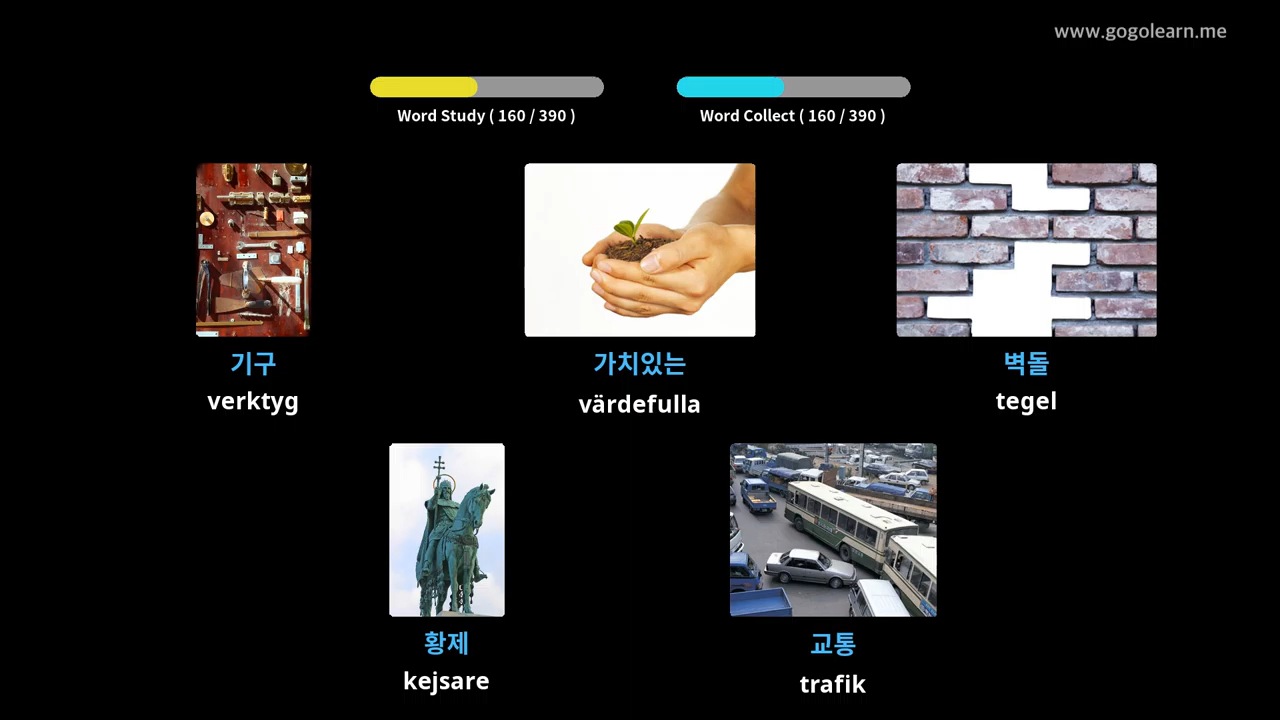 www.gogolearn.me
Word Study ( 160 / 390 )
Word Collect ( 160 / 390 )
기구
verktyg
가치있는
värdefulla
벽돌
tegel
황제
kejsare
교통
trafik